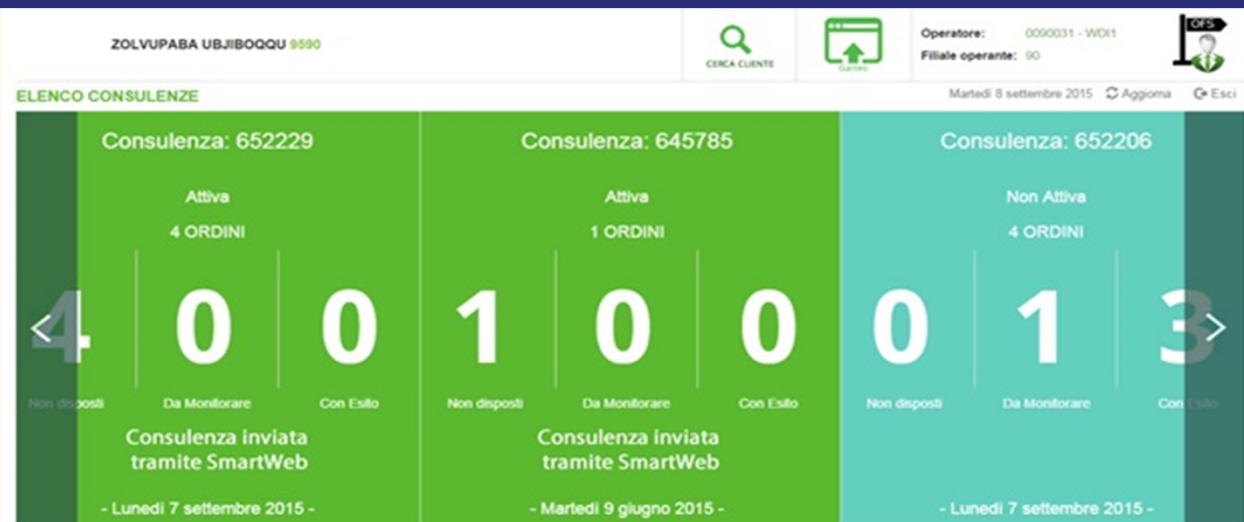 ZOLVUPABA UBJIBOQQU 9590
CERCA CLIENTE
Operatore: 0090031 - WDI1
Filiale operante: 90
OFS
ELENCO CONSULENZE
Martedì 8 settembre 2015 Aggiorna Esci
Consulenza: 652229
Attiva
4 ORDINI
4 0 0
Non disposti Da Monitorare Con Esito
Consulenza inviata
tramite SmartWeb
- Lunedì 7 settembre 2015 -
Consulenza: 645785
Attiva
1 ORDINI
1 0 0
Non disposti Da Monitorare Con Esito
Consulenza inviata
tramite SmartWeb
- Martedì 9 giugno 2015 -
Consulenza: 652206
Non Attiva
4 ORDINI
0 1 3
Non disposti Da Monitorare Con Esito
- Lunedì 7 settembre 2015 -